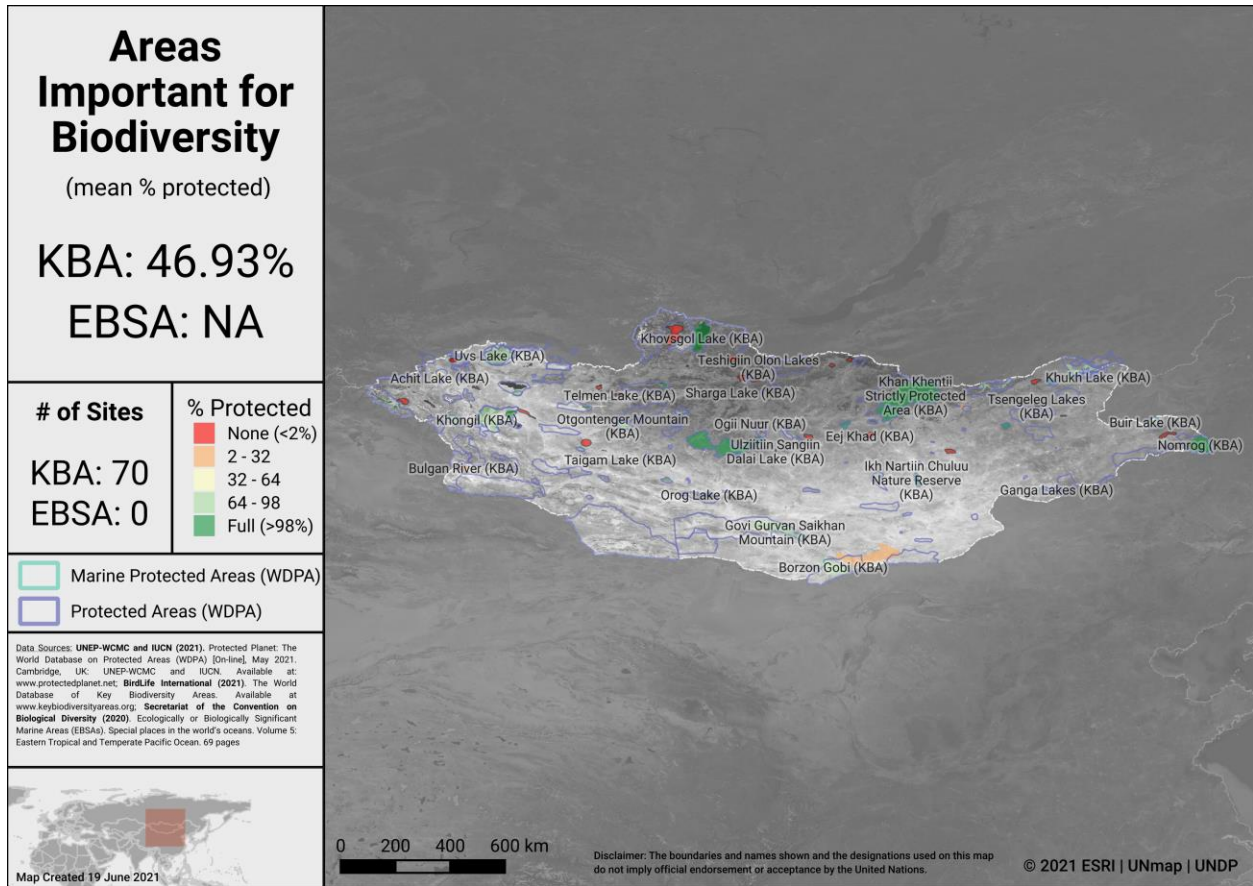 Areas
Important for
Biodiversity
(mean % protected)
KBA: 46.93%
EBSA: NA
# of Sites
KBA: 70
EBSA: 0
% Protected
None (<2%)
2 - 32
32 - 64
64 - 98
Full (>98%)
Marine Protected Areas (WDPA)
Protected Areas (WDPA)
Data Sources: UNEP-WCMC and IUCN (2021). Protected Planet: The
World Database on Protected Areas (WDPA) [On-line], May 2021.
Cambridge, UK: UNEP-WCMC and IUCN. Available at:
www.protectedplanet.net; BirdLife International (2021). The World
Database of Key Biodiversity Areas. Available at
www.keybiodiversityareas.org; Secretariat of the Convention on
Biological Diversity (2020). Ecologically or Biologically Significant
Marine Areas (EBSAs). Special places in the world's oceans. Volume 5:
Eastern Tropical and Temperate Pacific Ocean. 69 pages
Map Created 19 June 2021
Khovsgol Lake (KBA)
Uvs Lake (KBA)
Teshigiin Olon Lakes
(KBA)
Achit Lake (KBA)
Khukh Lake (KBA)
Telmen Lake (KBA)
Sharga Lake (KBA)
Khan Khentii
Strictly Protected
Area (KBA)
Tsengeleg Lakes
(KBA)
Khongil (KBA)
Otgontenger Mountain
(KBA)
Ogii Nuur (KBA)
Eej Khad (KBA)
Buir Lake (KBA)
Nomrog (KBA)
Ulziitiin Sangiin
Dalai Lake (KBA)
Bulgan River (KBA)
Taigam Lake (KBA)
Ikh Nartiin Chuluu
Nature Reserve
(KBA)
Orog Lake (KBA)
Ganga Lakes (KBA)
Govi Gurvan Saikhan
Mountain (KBA)
Borzon Gobi (KBA)
0 200 400 600 km
Disclaimer: The boundaries and names shown and the designations used on this map
do not imply official endorsement or acceptance by the United Nations.
© 2021 ESRI | UNmap | UNDP